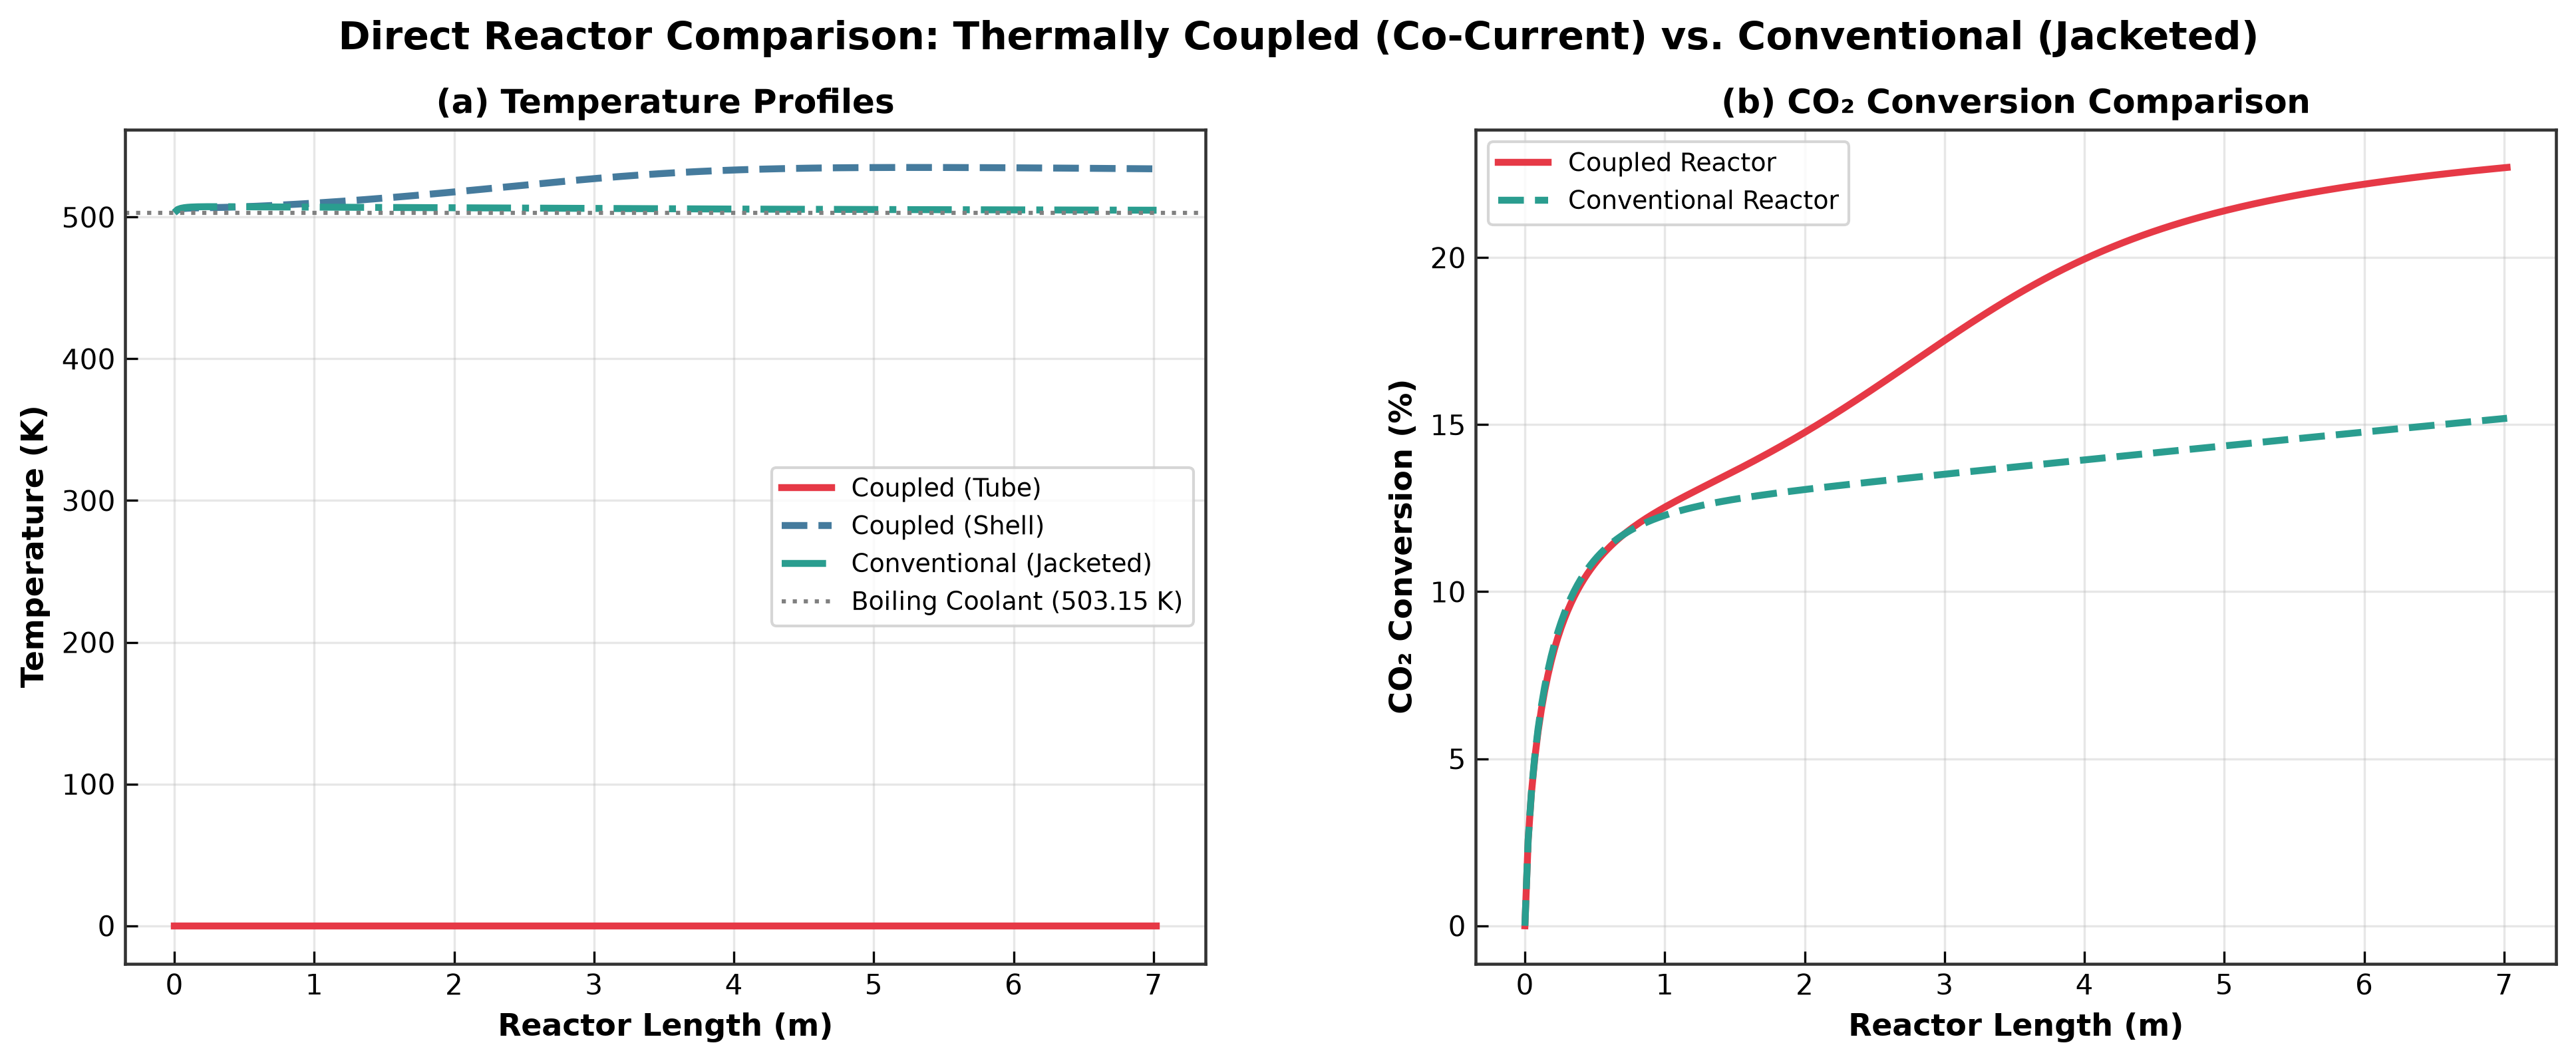 Direct Reactor Comparison: Thermally Coupled (Co-Current) vs. Conventional (Jacketed)
(a) Temperature Profiles
Temperature (K)
500
400
300
200
100
0
Coupled (Tube)
Coupled (Shell)
Conventional (Jacketed)
Boiling Coolant (503.15 K)
0 1 2 3 4 5 6 7
Reactor Length (m)
(b) CO₂ Conversion Comparison
CO₂ Conversion (%)
20
15
10
5
0
Coupled Reactor
Conventional Reactor
0 1 2 3 4 5 6 7
Reactor Length (m)